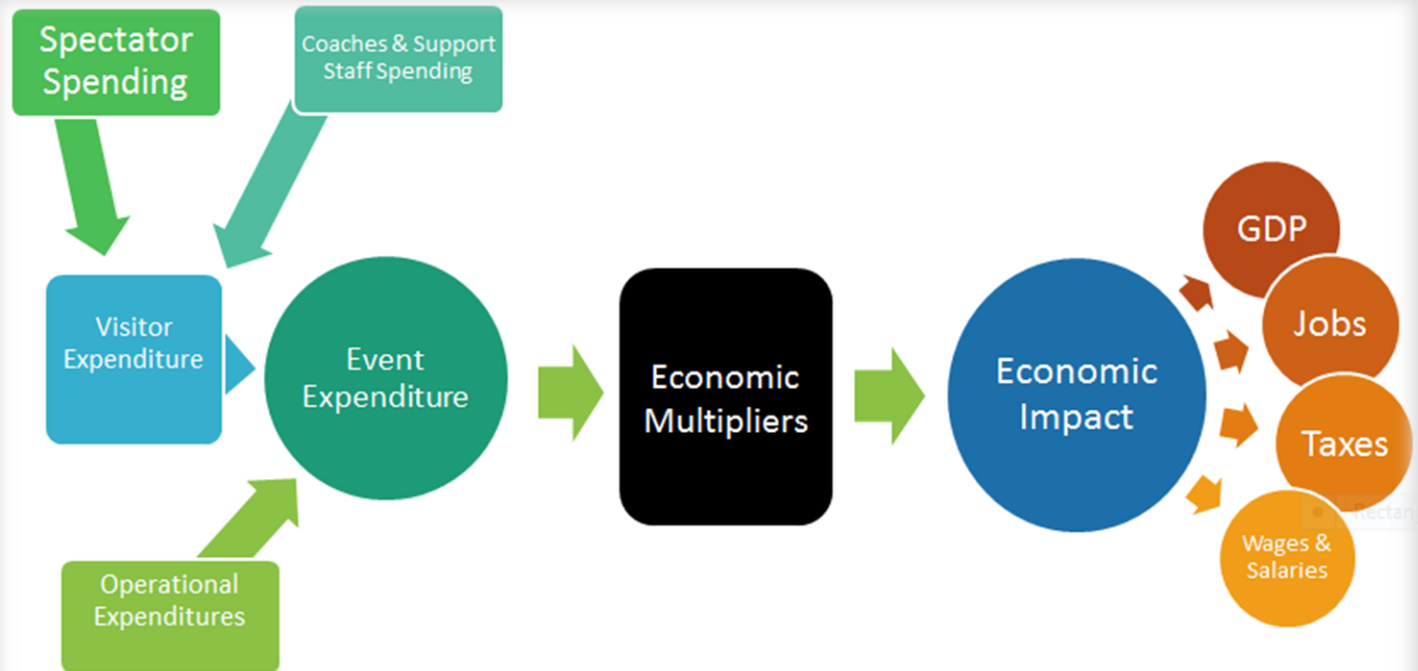 Spectator
Spending
Coaches & Support
Staff Spending
GDP
Jobs
Visitor
Expenditure
Event
Expenditure
Economic
Multipliers
Economic
Impact
Taxes
Rectan
Wages &
Salaries
Operational
Expenditures